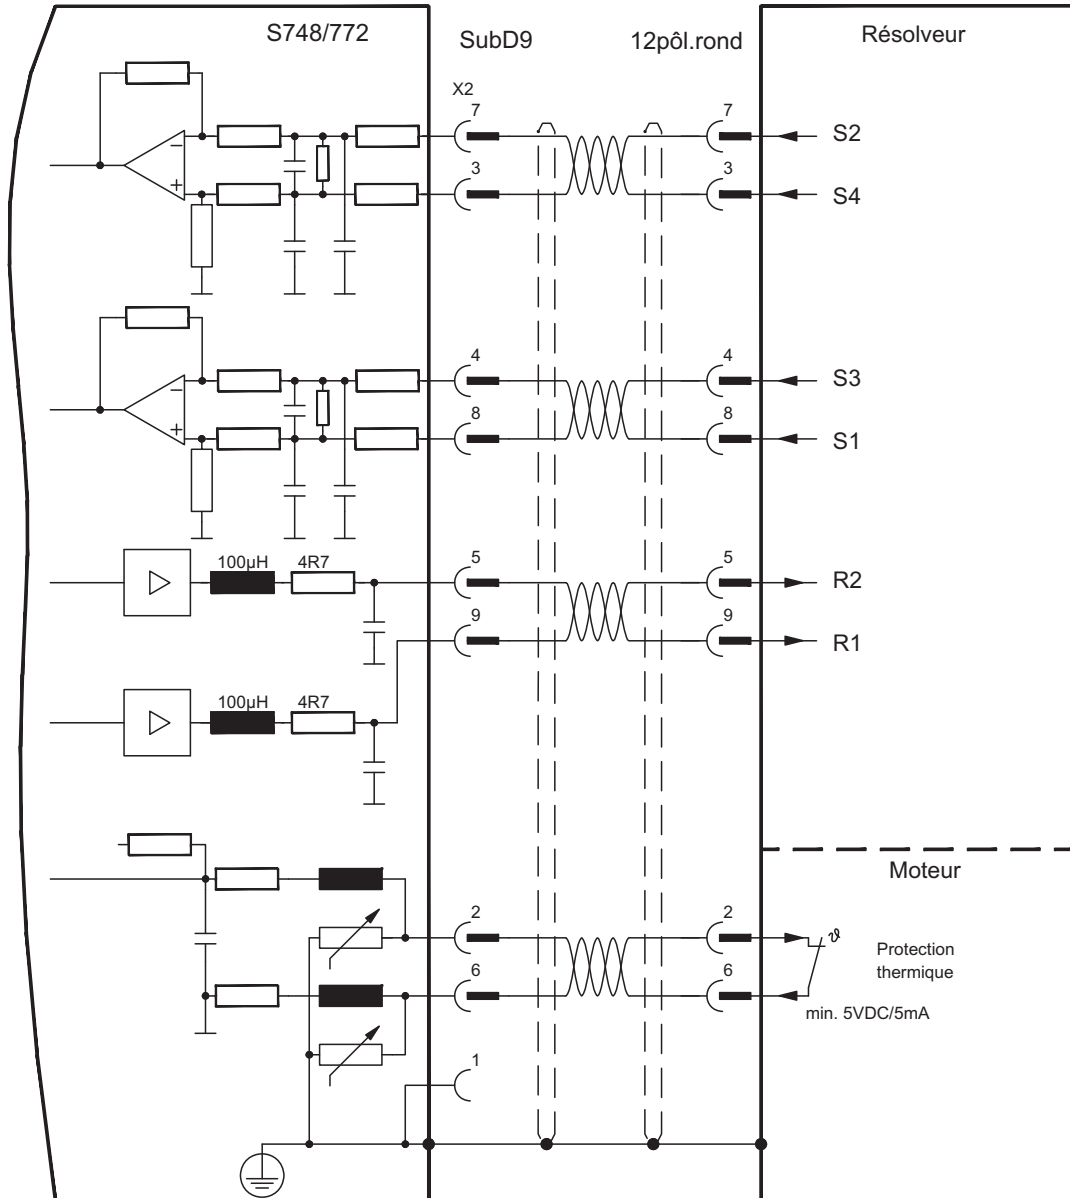 S748/772
SubD9
12pôl.rond
Résolveur
X2
7
7
S2
3
3
S4
4
4
S3
8
8
S1
100µH
4R7
5
5
R2
9
9
R1
100µH
4R7
Moteur
2
2
ϑ
Protection
thermique
6
6
min. 5VDC/5mA
1